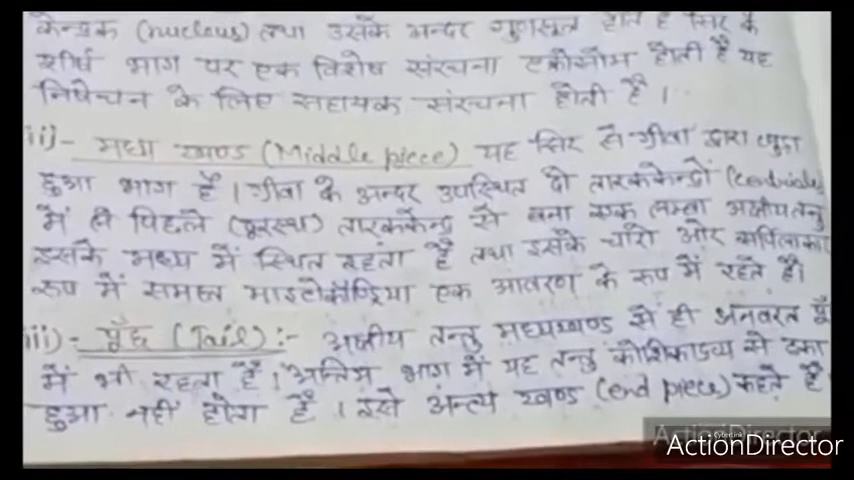 केन्द्रक (nucleus) तथा उसके अन्दर गुणसूत्र होते हैं सिर के
शीर्ष भाग पर एक विशेष संरचना एक्रोसोम होती है यह
निषेचन के लिए सहायक संरचना होती है ।
ii)- मध्य खण्ड (Middle piece) यह सिर से ग्रीवा द्वारा जुड़ा
हुआ भाग है । ग्रीवा के अन्दर उपस्थित दो तारककेन्द्रों (centrioles)
में से पिछले (दूरस्थ) तारककेन्द्र से बना एक लम्बा अक्षीय तन्तु
इसके मध्य में स्थित रहता है तथा इसके चारो ओर सर्पिलाकार
रूप में समस्त माइटोकॉण्ड्रिया एक आवरण के रूप में रहते है।
iii)- पूँछ (Tail) :- अक्षीय तन्तु मध्यखण्ड से ही अनवरत पूँ
में भी रहता है । अन्तिम भाग में यह तन्तु कोशिकाद्रव्य से ढका
हुआ नहीं होता है । इसे अन्त्य खण्ड (end piece) कहते है
CyberLink
ActionDirector